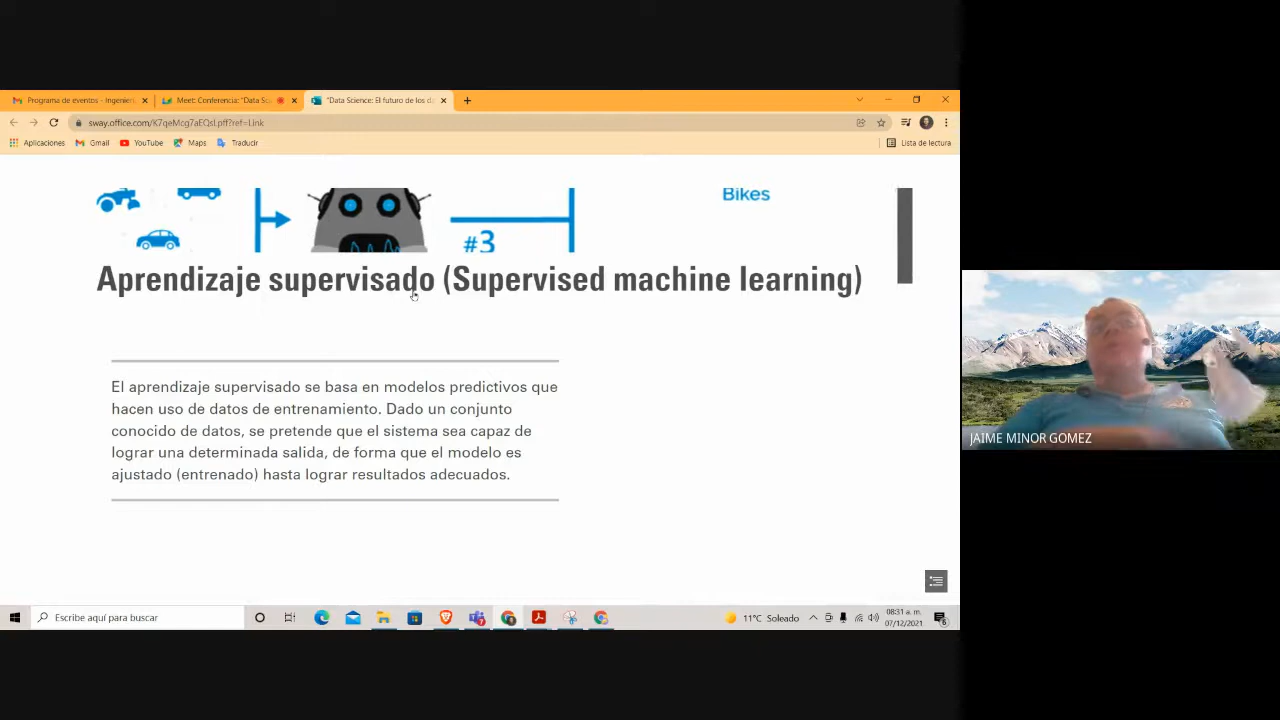 Programa de eventos - Ingenier
Meet: Conferencia: "Data Sci
"Data Science: El futuro de los d
sway.office.com/K7qeMcg7aEQsLpff?ref=Link
Aplicaciones
Gmail
YouTube
Maps
Traducir
Lista de lectura
Bikes
#3
Aprendizaje supervisado (Supervised machine learning)
El aprendizaje supervisado se basa en modelos predictivos que
hacen uso de datos de entrenamiento. Dado un conjunto
conocido de datos, se pretende que el sistema sea capaz de
lograr una determinada salida, de forma que el modelo es
ajustado (entrenado) hasta lograr resultados adecuados.
JAIME MINOR GOMEZ
Escribe aquí para buscar
11°C Soleado
08:31 a. m.
07/12/2021